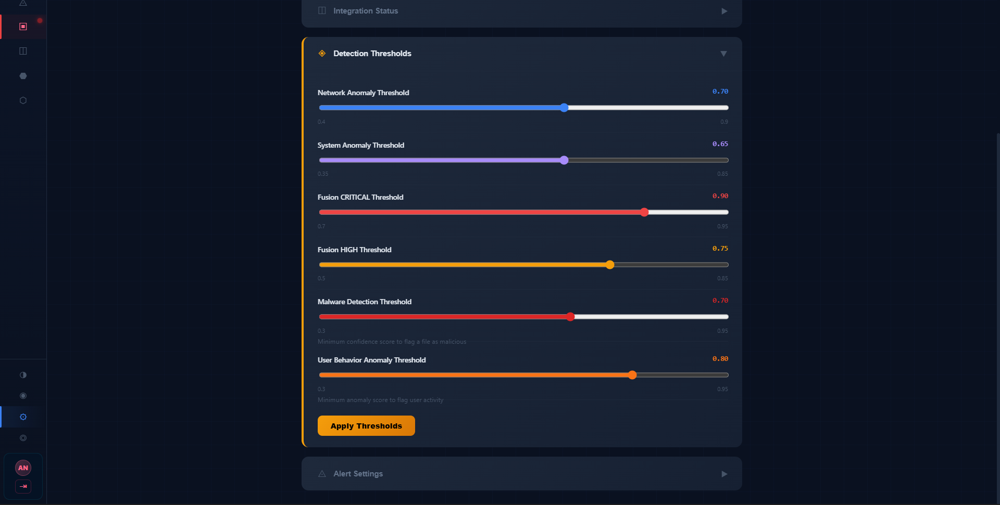 Integration Status
Detection Thresholds
Network Anomaly Threshold
0.70
0.4
0.9
System Anomaly Threshold
0.65
0.35
0.85
Fusion CRITICAL Threshold
0.90
0.7
0.95
Fusion HIGH Threshold
0.75
0.5
0.85
Malware Detection Threshold
0.70
0.3
0.95
Minimum confidence score to flag a file as malicious
User Behavior Anomaly Threshold
0.80
0.3
0.95
Minimum anomaly score to flag user activity
Apply Thresholds
Alert Settings
AN